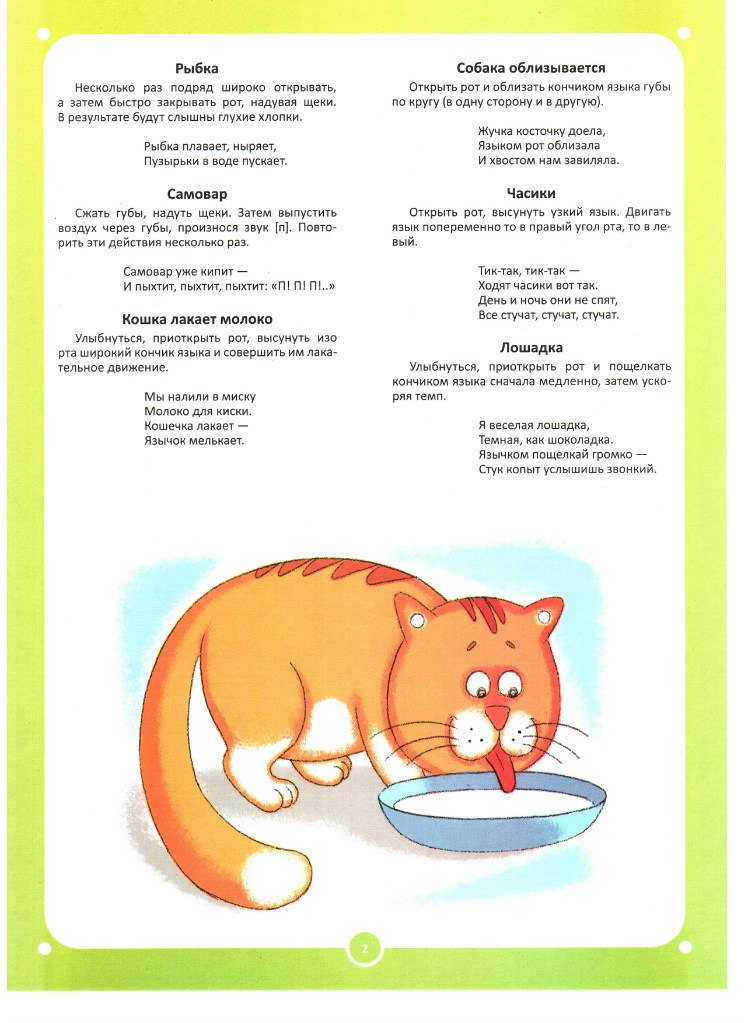 Рыбка
Несколько раз подряд широко открывать,
а затем быстро закрывать рот, надувая щеки.
В результате будут слышны глухие хлопки.
Рыбка плавает, ныряет,
Пузырьки в воде пускает.
Самовар
Сжать губы, надуть щеки. Затем выпустить
воздух через губы, произнося звук [п]. Повто-
рить эти действия несколько раз.
Самовар уже кипит —
И пыхтит, пыхтит, пыхтит: «П! П! П!..»
Кошка лакает молоко
Улыбнуться, приоткрыть рот, высунуть изо
рта широкий кончик языка и совершить им лака-
тельное движение.
Мы налили в миску
Молоко для киски.
Кошечка лакает —
Язычок мелькает.
Собака облизывается
Открыть рот и облизать кончиком языка губы
по кругу (в одну сторону и в другую).
Жучка косточку доела,
Языком рот облизала
И хвостом нам завиляла.
Часики
Открыть рот, высунуть узкий язык. Двигать
язык попеременно то в правый угол рта, то в ле-
вый.
Тик-так, тик-так —
Ходят часики вот так.
День и ночь они не спят,
Все стучат, стучат, стучат.
Лошадка
Улыбнуться, приоткрыть рот и пощелкать
кончиком языка сначала медленно, затем уско-
ряя темп.
Я веселая лошадка,
Темная, как шоколадка.
Язычком пощелкай громко —
Стук копыт услышишь звонкий.
2